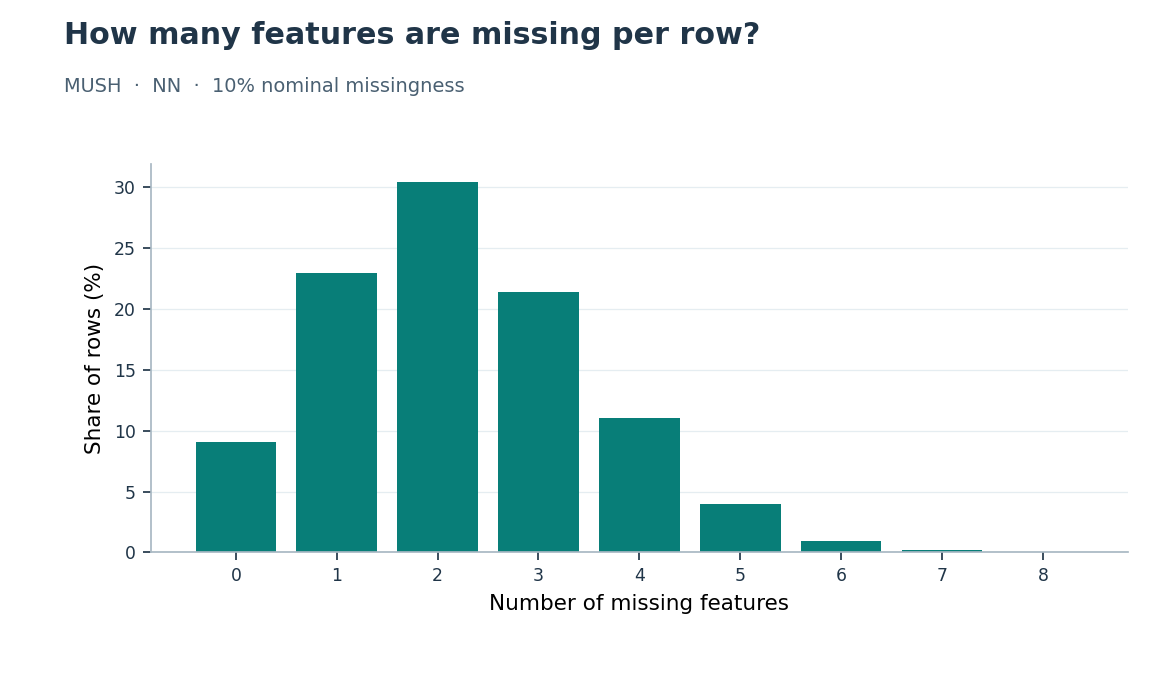 How many features are missing per row?
MUSH · NN · 10% nominal missingness
Share of rows (%)
30
25
20
15
10
5
0
0 1 2 3 4 5 6 7 8
Number of missing features